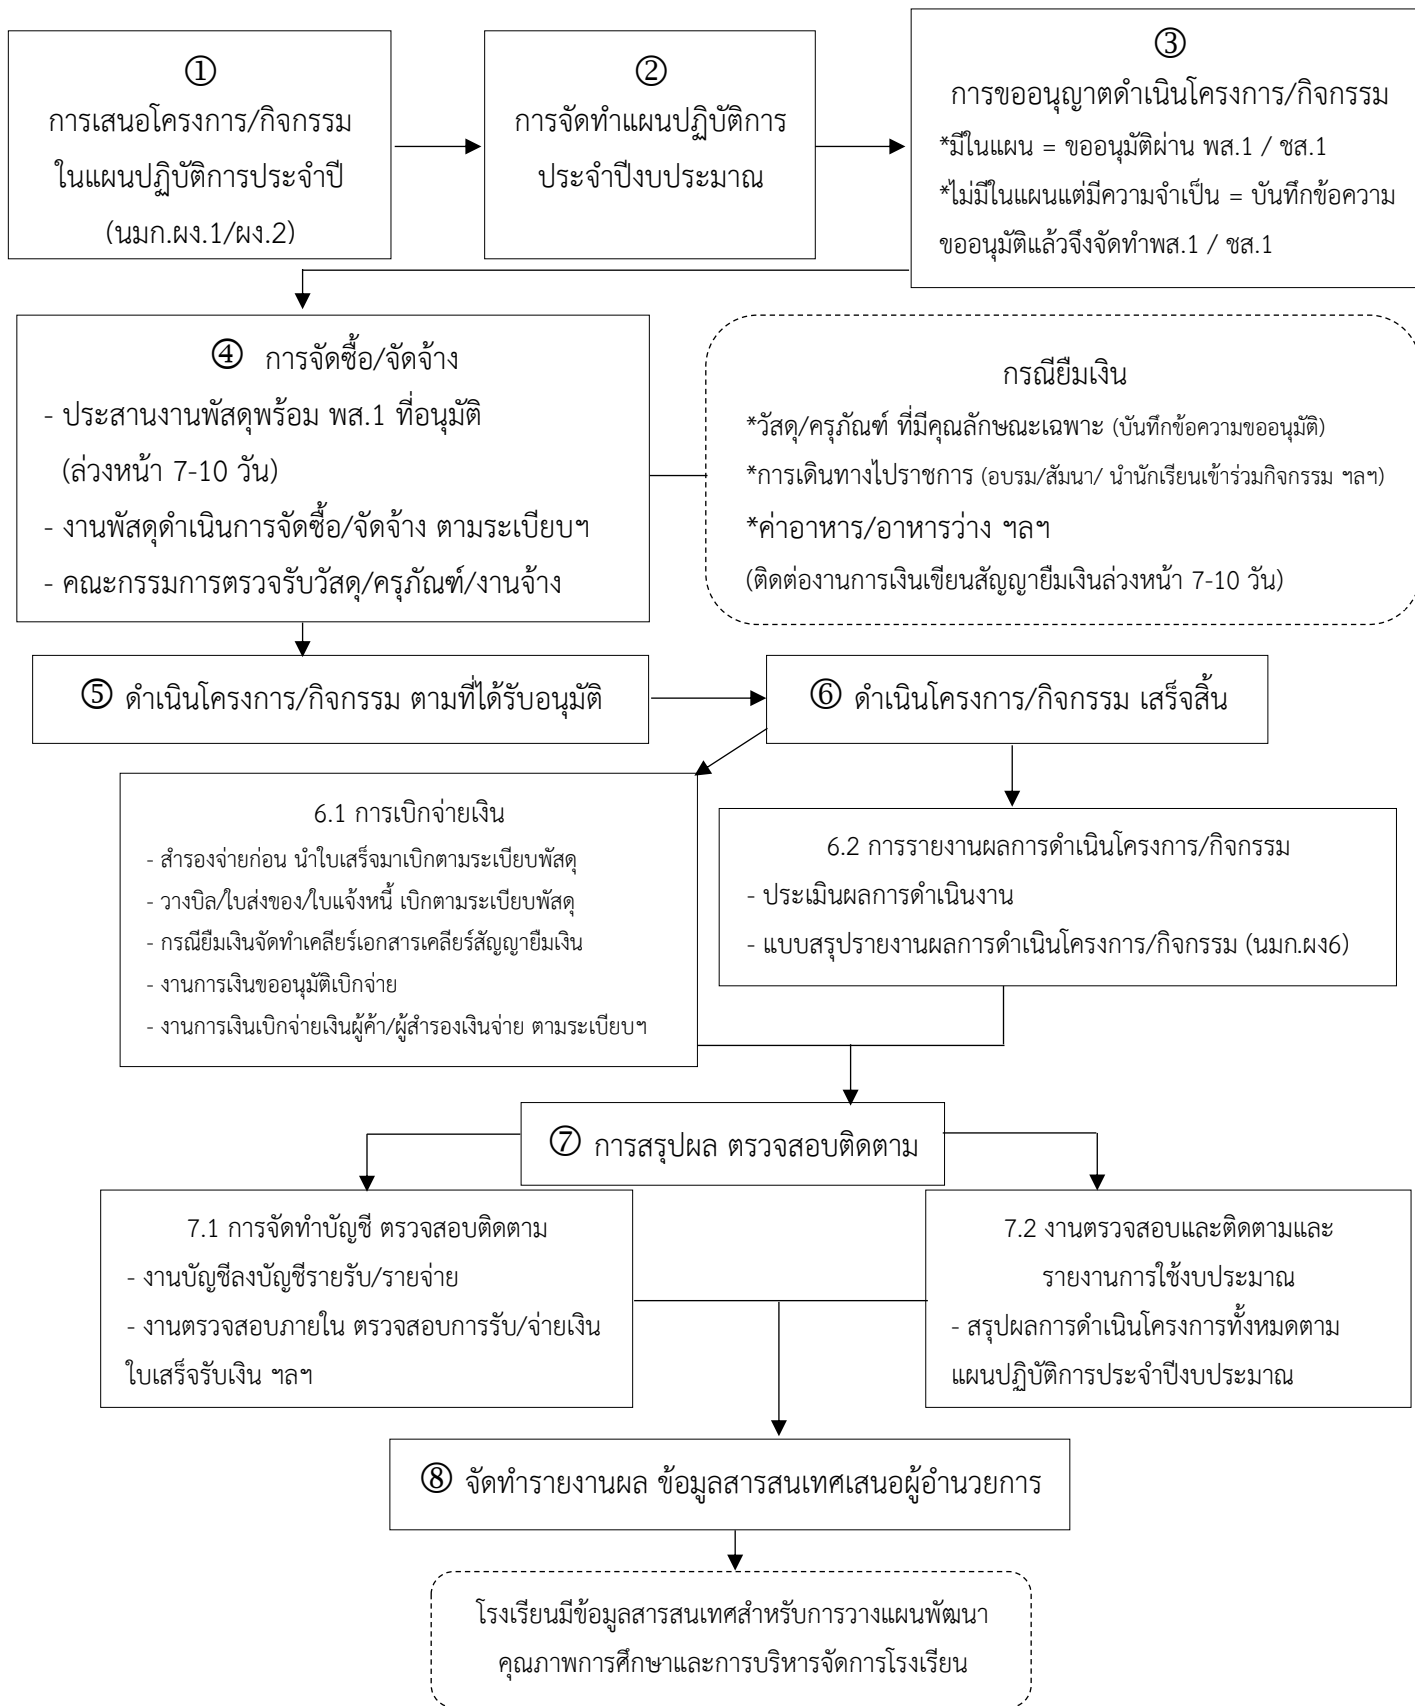 ①
การเสนอโครงการ/กิจกรรม
ในแผนปฏิบัติการประจำปี
(นมก.ผง.1/ผง.2)
②
การจัดทำแผนปฏิบัติการ
ประจำปีงบประมาณ
③
การขออนุญาตดำเนินโครงการ/กิจกรรม
*มีในแผน = ขออนุมัติผ่าน พส.1 / ชส.1
*ไม่มีในแผนแต่มีความจำเป็น = บันทึกข้อความ
ขออนุมัติแล้วจึงจัดทำพส.1 / ชส.1
④ การจัดซื้อ/จัดจ้าง
- ประสานงานพัสดุพร้อม พส.1 ที่อนุมัติ
(ล่วงหน้า 7-10 วัน)
- งานพัสดุดำเนินการจัดซื้อ/จัดจ้าง ตามระเบียบฯ
- คณะกรรมการตรวจรับวัสดุ/ครุภัณฑ์/งานจ้าง
กรณียืมเงิน
*วัสดุ/ครุภัณฑ์ ที่มีคุณลักษณะเฉพาะ (บันทึกข้อความขออนุมัติ)
*การเดินทางไปราชการ (อบรม/สัมนา/ นำนักเรียนเข้าร่วมกิจกรรม ฯลฯ)
*ค่าอาหาร/อาหารว่าง ฯลฯ
(ติดต่องานการเงินเขียนสัญญายืมเงินล่วงหน้า 7-10 วัน)
⑤ ดำเนินโครงการ/กิจกรรม ตามที่ได้รับอนุมัติ
⑥ ดำเนินโครงการ/กิจกรรม เสร็จสิ้น
6.1 การเบิกจ่ายเงิน
- สำรองจ่ายก่อน นำใบเสร็จมาเบิกตามระเบียบพัสดุ
- วางบิล/ใบส่งของ/ใบแจ้งหนี้ เบิกตามระเบียบพัสดุ
- กรณียืมเงินจัดทำเคลียร์เอกสารเคลียร์สัญญายืมเงิน
- งานการเงินขออนุมัติเบิกจ่าย
- งานการเงินเบิกจ่ายเงินผู้ค้า/ผู้สำรองเงินจ่าย ตามระเบียบฯ
6.2 การรายงานผลการดำเนินโครงการ/กิจกรรม
- ประเมินผลการดำเนินงาน
- แบบสรุปรายงานผลการดำเนินโครงการ/กิจกรรม (นมก.ผง6)
⑦ การสรุปผล ตรวจสอบติดตาม
7.1 การจัดทำบัญชี ตรวจสอบติดตาม
- งานบัญชีลงบัญชีรายรับ/รายจ่าย
- งานตรวจสอบภายใน ตรวจสอบการรับ/จ่ายเงิน
ใบเสร็จรับเงิน ฯลฯ
7.2 งานตรวจสอบและติดตามและ
รายงานการใช้งบประมาณ
- สรุปผลการดำเนินโครงการทั้งหมดตาม
แผนปฏิบัติการประจำปีงบประมาณ
⑧ จัดทำรายงานผล ข้อมูลสารสนเทศเสนอผู้อำนวยการ
โรงเรียนมีข้อมูลสารสนเทศสำหรับการวางแผนพัฒนา
คุณภาพการศึกษาและการบริหารจัดการโรงเรียน